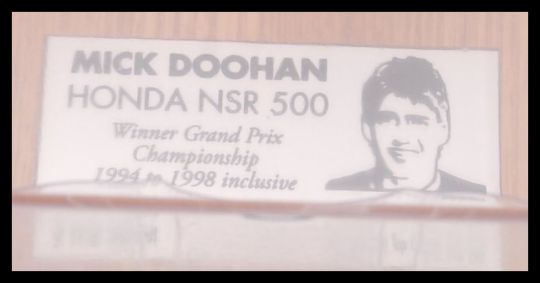 MICK DOOHAN
HONDA NSR 500
Winner Grand Prix
Championship
1994 to 1998 inclusive